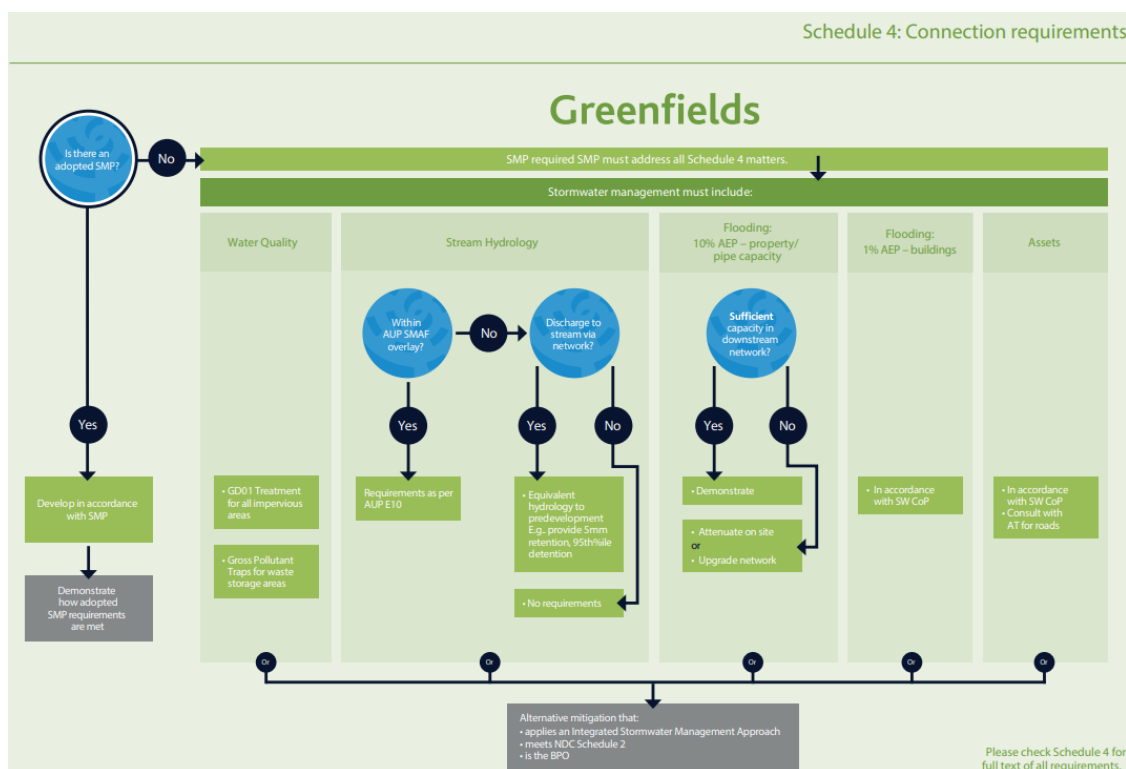 Schedule 4: Connection requirements
Greenfields
Is there an
adopted SMP?
No
SMP required SMP must address all Schedule 4 matters.
Stormwater management must include:
Water Quality
Stream Hydrology
Flooding:
10% AEP – property/
pipe capacity
Flooding:
1% AEP – buildings
Assets
Within
AUP SMAF
overlay?
No
Discharge to
stream via
network?
Sufficient
capacity in
downstream
network?
Yes
Yes
Yes
No
Yes
No
Develop in accordance
with SMP
Demonstrate
how adopted
SMP requirements
are met
• GD01 Treatment
for all impervious
areas
• Gross Pollutant
Traps for waste
storage areas
Requirements as per
AUP E10
• Equivalent
hydrology to
predevelopment
E.g.. provide 5mm
retention, 95th%ile
detention
• No requirements
• Demonstrate
• Attenuate on site
or
• Upgrade network
• In accordance
with SW CoP
• In accordance
with SW CoP
• Consult with
AT for roads
Or
Or
Or
Or
Or
Alternative mitigation that:
• applies an Integrated Stormwater Management Approach
• meets NDC Schedule 2
• is the BPO
Please check Schedule 4 for
full text of all requirements.